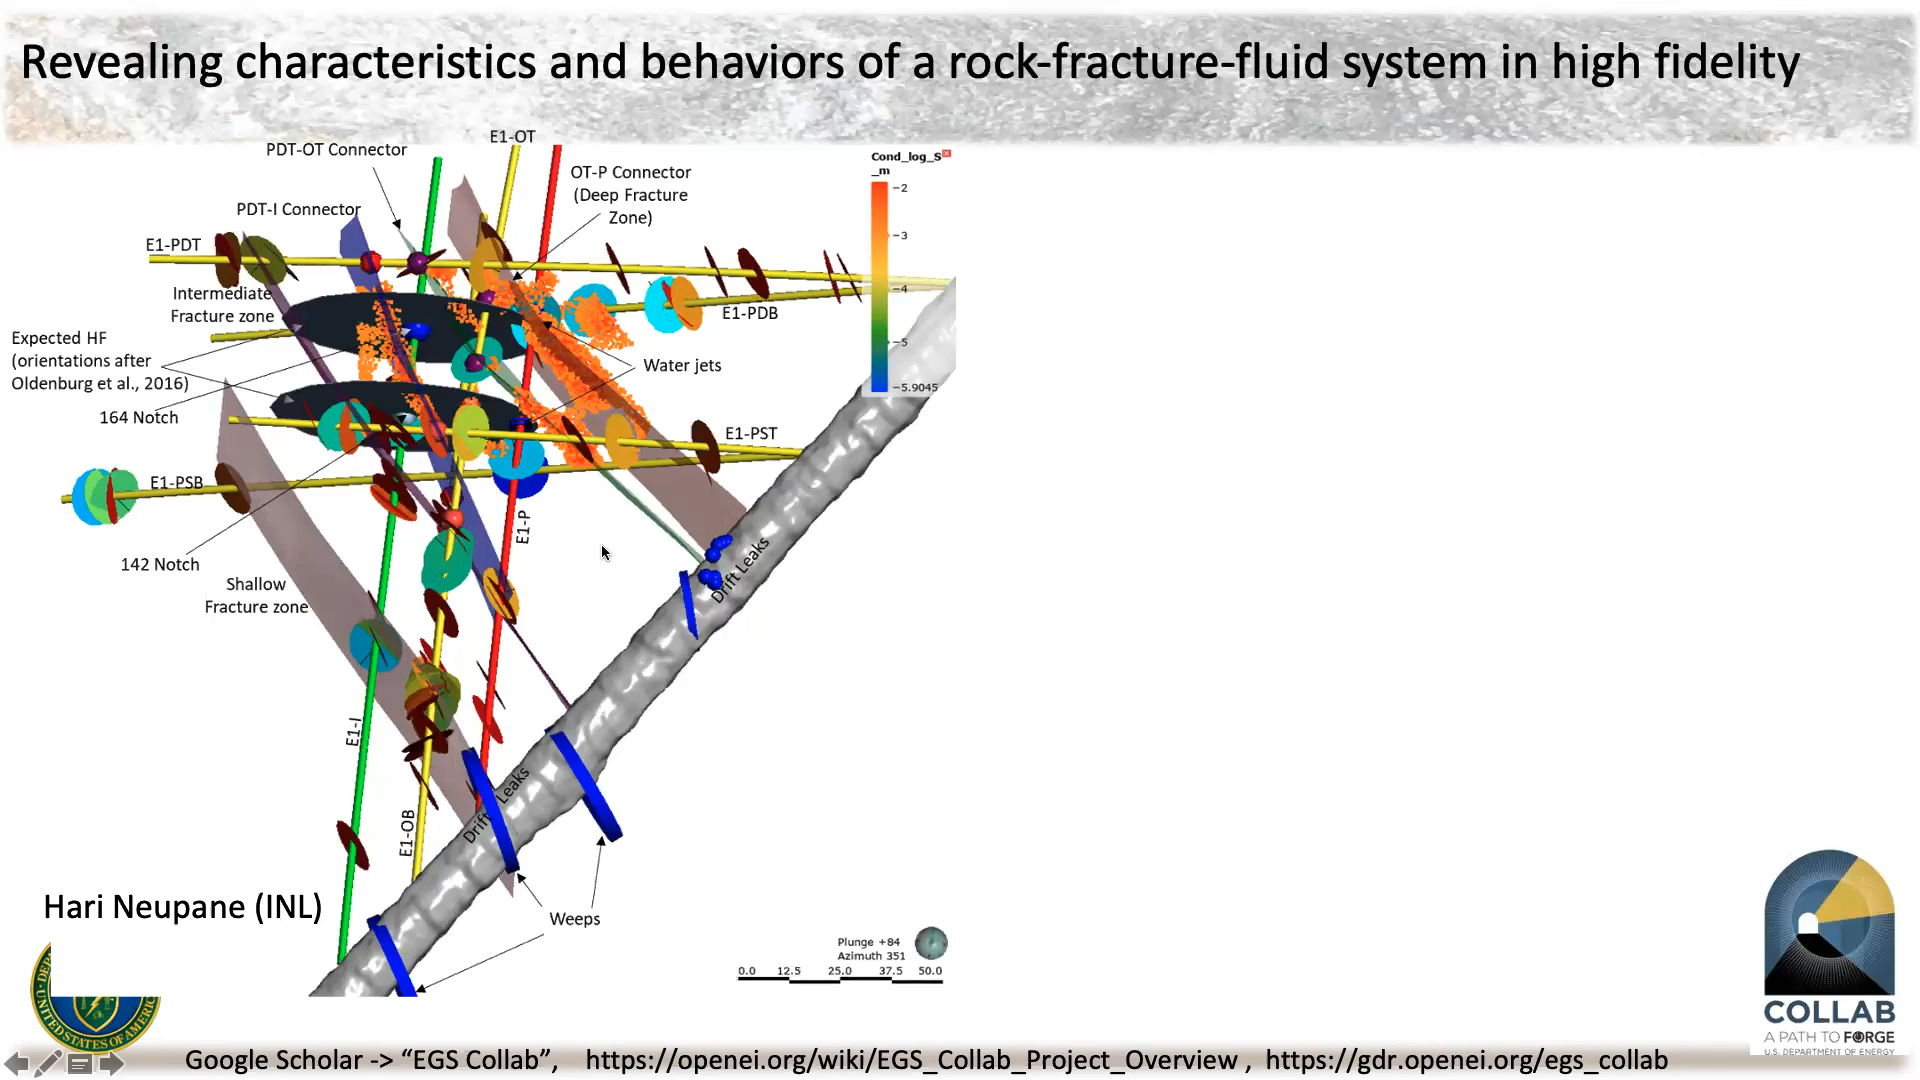 Revealing characteristics and behaviors of a rock-fracture-fluid system in high fidelity
E1-OT
PDT-OT Connector
OT-P Connector
(Deep Fracture
Zone)
PDT-I Connector
E1-PDT
Intermediate
Fracture zone
Expected HF
(orientations after
Oldenburg et al., 2016)
164 Notch
E1-PDB
Water jets
E1-PST
E1-PSB
142 Notch
E1-P
Shallow
Fracture zone
Drift Leaks
E1-I
E1-OB
Drift Leaks
Weeps
Cond_log_S
_m
−2
−3
−4
−5
−5.9045
Plunge +84
Azimuth 351
0.0 12.5 25.0 37.5 50.0
Hari Neupane (INL)
UNITED STATES OF AMERICA
COLLAB
A PATH TO FORGE
U.S. DEPARTMENT OF ENERGY
Google Scholar -> “EGS Collab”, https://openei.org/wiki/EGS_Collab_Project_Overview , https://gdr.openei.org/egs_collab